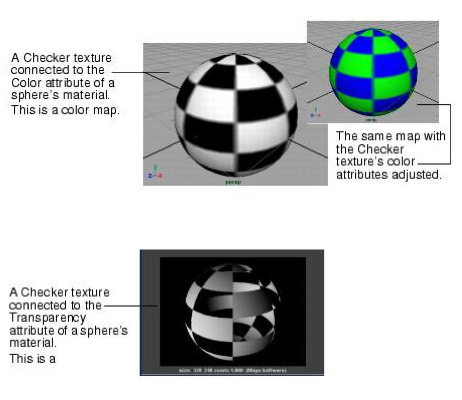 A Checker texture
connected to the
Color attribute of a
sphere's material.
This is a color map.
persp
The same map with
the Checker
texture's color
attributes adjusted.
A Checker texture
connected to the
Transparency
attribute of a sphere's
material.
This is a